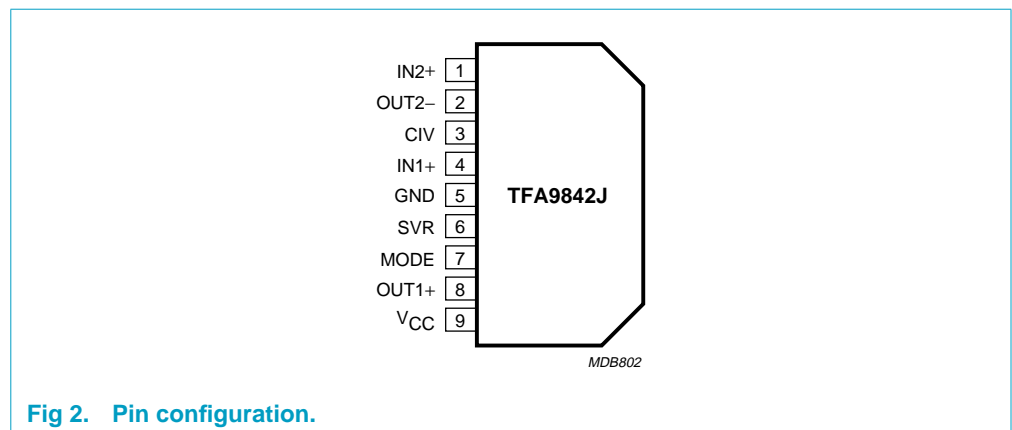 IN2+ 1
OUT2− 2
CIV 3
IN1+ 4
GND 5
SVR 6
MODE 7
OUT1+ 8
VCC 9
TFA9842J
MDB802
Fig 2. Pin configuration.